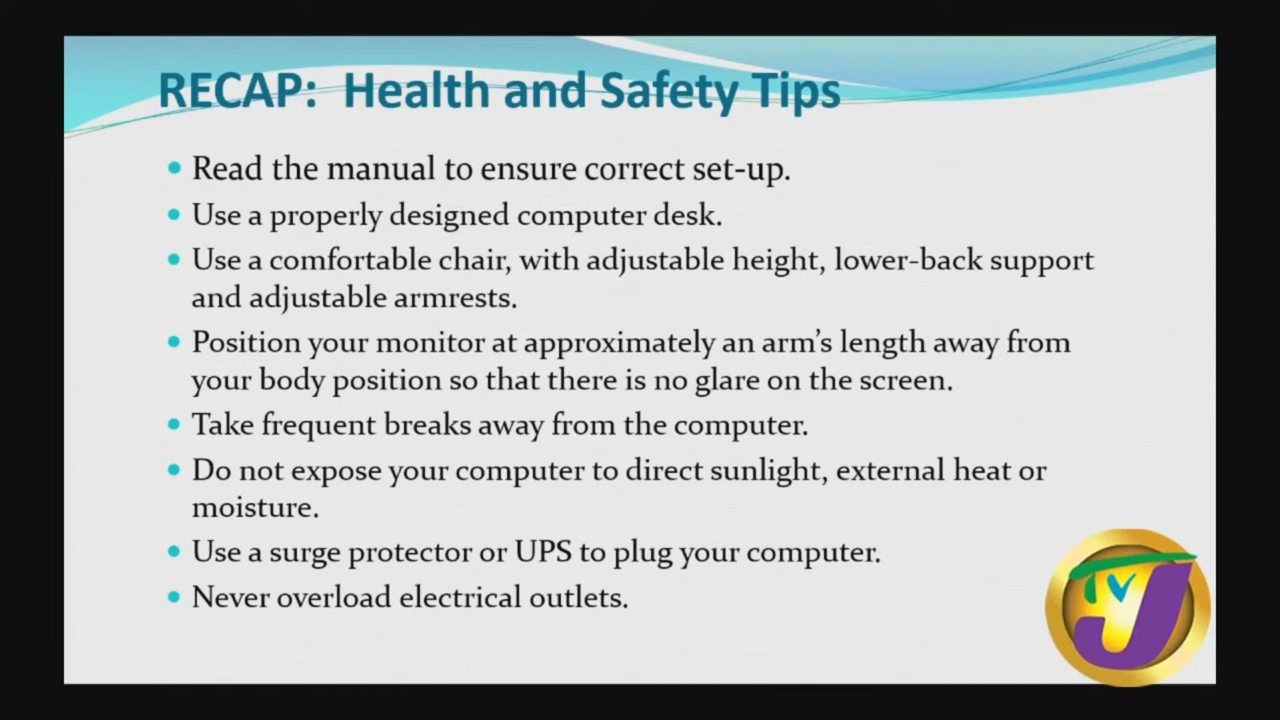 RECAP: Health and Safety Tips
Read the manual to ensure correct set-up.
Use a properly designed computer desk.
Use a comfortable chair, with adjustable height, lower-back support
and adjustable armrests.
Position your monitor at approximately an arm's length away from
your body position so that there is no glare on the screen.
Take frequent breaks away from the computer.
Do not expose your computer to direct sunlight, external heat or
moisture.
Use a surge protector or UPS to plug your computer.
Never overload electrical outlets.
TVJ